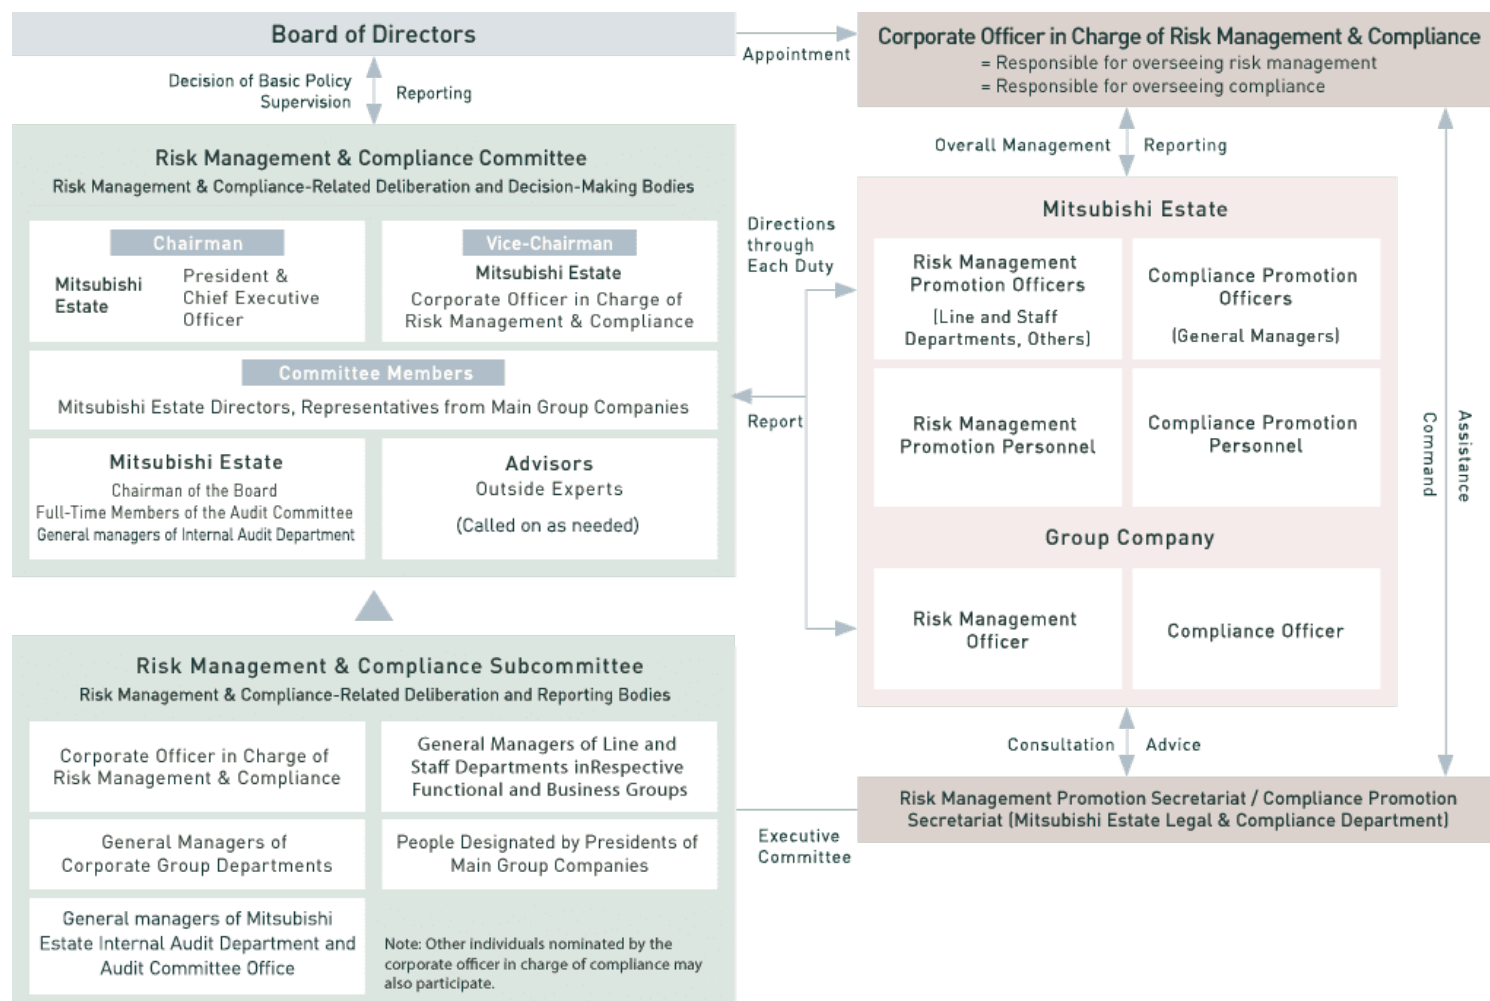 Board of Directors
Appointment
Corporate Officer in Charge of Risk Management & Compliance
= Responsible for overseeing risk management
= Responsible for overseeing compliance
Decision of Basic Policy
Supervision
Reporting
Overall Management
Reporting
Risk Management & Compliance Committee
Risk Management & Compliance-Related Deliberation and Decision-Making Bodies
Chairman
Mitsubishi
Estate
President &
Chief Executive
Officer
Vice-Chairman
Mitsubishi Estate
Corporate Officer in Charge of
Risk Management & Compliance
Committee Members
Mitsubishi Estate Directors, Representatives from Main Group Companies
Mitsubishi Estate
Chairman of the Board
Full-Time Members of the Audit Committee
General managers of Internal Audit Department
Advisors
Outside Experts
(Called on as needed)
Directions
through
Each Duty
Report
Mitsubishi Estate
Risk Management
Promotion Officers
(Line and Staff
Departments, Others)
Compliance Promotion
Officers
(General Managers)
Risk Management
Promotion Personnel
Compliance Promotion
Personnel
Group Company
Risk Management
Officer
Compliance Officer
Command
Assistance
Consultation
Advice
Risk Management Promotion Secretariat / Compliance Promotion
Secretariat (Mitsubishi Estate Legal & Compliance Department)
Executive
Committee
Risk Management & Compliance Subcommittee
Risk Management & Compliance-Related Deliberation and Reporting Bodies
Corporate Officer in Charge of
Risk Management & Compliance
General Managers of Line and
Staff Departments inRespective
Functional and Business Groups
General Managers of
Corporate Group Departments
People Designated by Presidents of
Main Group Companies
General managers of Mitsubishi
Estate Internal Audit Department and
Audit Committee Office
Note: Other individuals nominated by the
corporate officer in charge of compliance may
also participate.